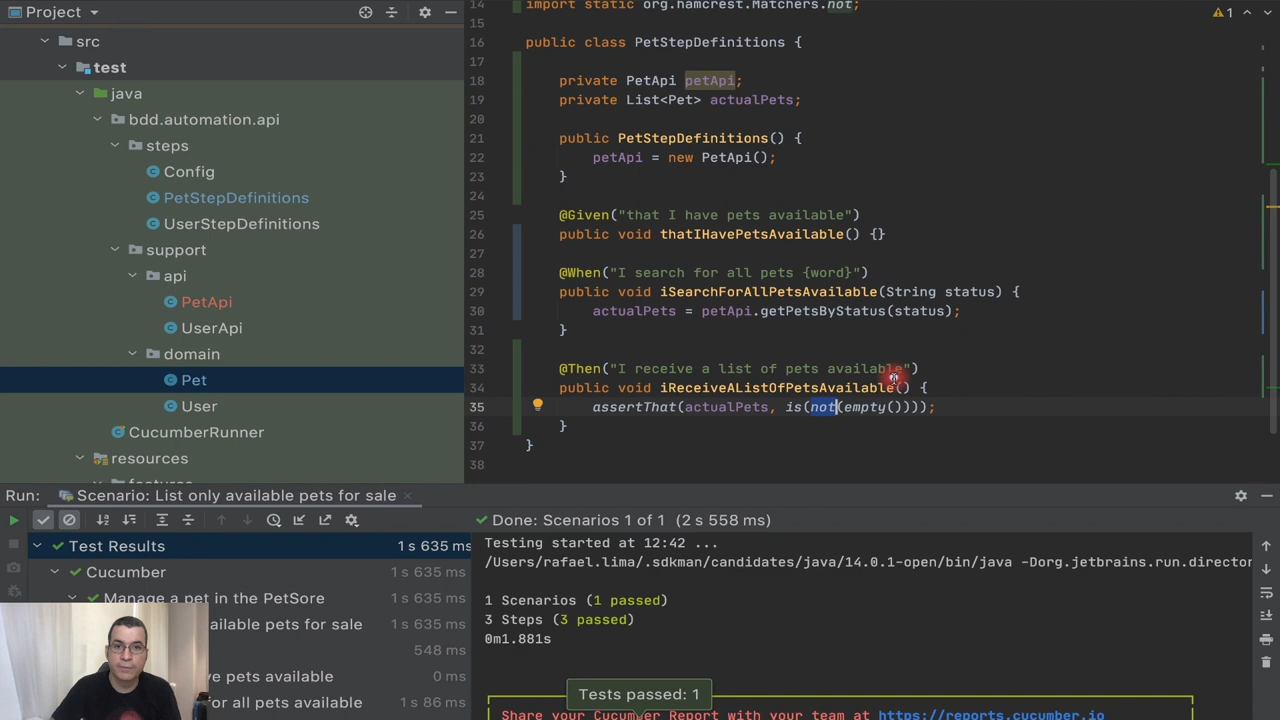 Project
src
test
java
bdd.automation.api
steps
Config
PetStepDefinitions
UserStepDefinitions
support
api
PetApi
UserApi
domain
Pet
User
CucumberRunner
resources
14 import static org.hamcrest.Matchers.not;
1
15
16 public class PetStepDefinitions {
17
18 private PetApi petApi;
19 private List<Pet> actualPets;
20
21 public PetStepDefinitions() {
22 petApi = new PetApi();
23 }
24
25 @Given("that I have pets available")
26 public void thatIHavePetsAvailable() {}
27
28 @When("I search for all pets {word}")
29 public void iSearchForAllPetsAvailable(String status) {
30 actualPets = petApi.getPetsByStatus(status);
31 }
32
33 @Then("I receive a list of pets available")
34 public void iReceiveAListOfPetsAvailable() {
35 assertThat(actualPets, is(not(empty())));
36 }
37 }
38
Run: Scenario: List only available pets for sale
Test Results 1 s 635 ms
Cucumber 1 s 635 ms
Manage a pet in the PetSore 1 s 635 ms
ailable pets for sale 1 s 635 ms
548 ms
ve pets available 0 ms
for all pets available 1 s 86 ms
Done: Scenarios 1 of 1 (2 s 558 ms)
Testing started at 12:42 ...
/Users/rafael.lima/.sdkman/candidates/java/14.0.1-open/bin/java -Dorg.jetbrains.run.director
1 Scenarios (1 passed)
3 Steps (3 passed)
0m1.881s
Tests passed: 1
Share your Cucumber Report with your team at https://reports.cucumber.io